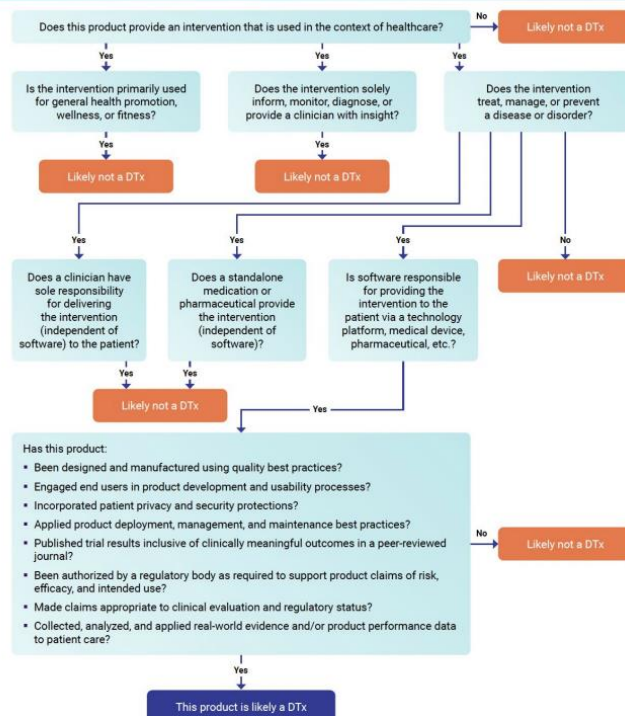 Does this product provide an intervention that is used in the context of healthcare?
No
Likely not a DTx
Yes
Yes
Yes
Is the intervention primarily used
for general health promotion,
wellness, or fitness?
Does the intervention solely
inform, monitor, diagnose, or
provide a clinician with insight?
Does the intervention
treat, manage, or prevent
a disease or disorder?
Yes
Yes
Likely not a DTx
Likely not a DTx
Yes
Yes
Yes
No
Does a clinician have
sole responsibility
for delivering
the intervention
(independent of
software) to the patient?
Does a standalone
medication or
pharmaceutical provide
the intervention
(independent of
software)?
Is software responsible
for providing the
intervention to the
patient via a technology
platform, medical device,
pharmaceutical, etc.?
Likely not a DTx
Yes
Yes
Likely not a DTx
Yes
Has this product:
▪ Been designed and manufactured using quality best practices?
▪ Engaged end users in product development and usability processes?
▪ Incorporated patient privacy and security protections?
▪ Applied product deployment, management, and maintenance best practices?
▪ Published trial results inclusive of clinically meaningful outcomes in a peer-reviewed
journal?
▪ Been authorized by a regulatory body as required to support product claims of risk,
efficacy, and intended use?
▪ Made claims appropriate to clinical evaluation and regulatory status?
▪ Collected, analyzed, and applied real-world evidence and/or product performance data
to patient care?
No
Likely not a DTx
Yes
This product is likely a DTx